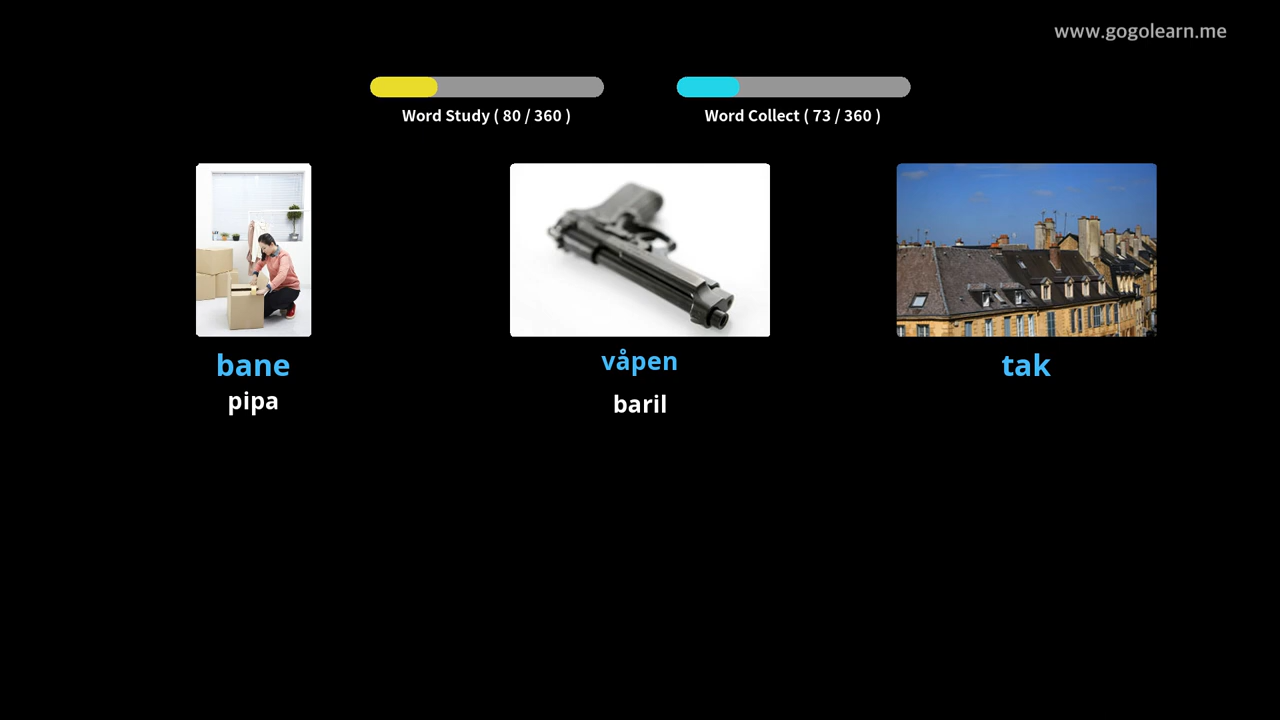 www.gogolearn.me
Word Study ( 80 / 360 )
Word Collect ( 73 / 360 )
bane
pipa
våpen
baril
tak